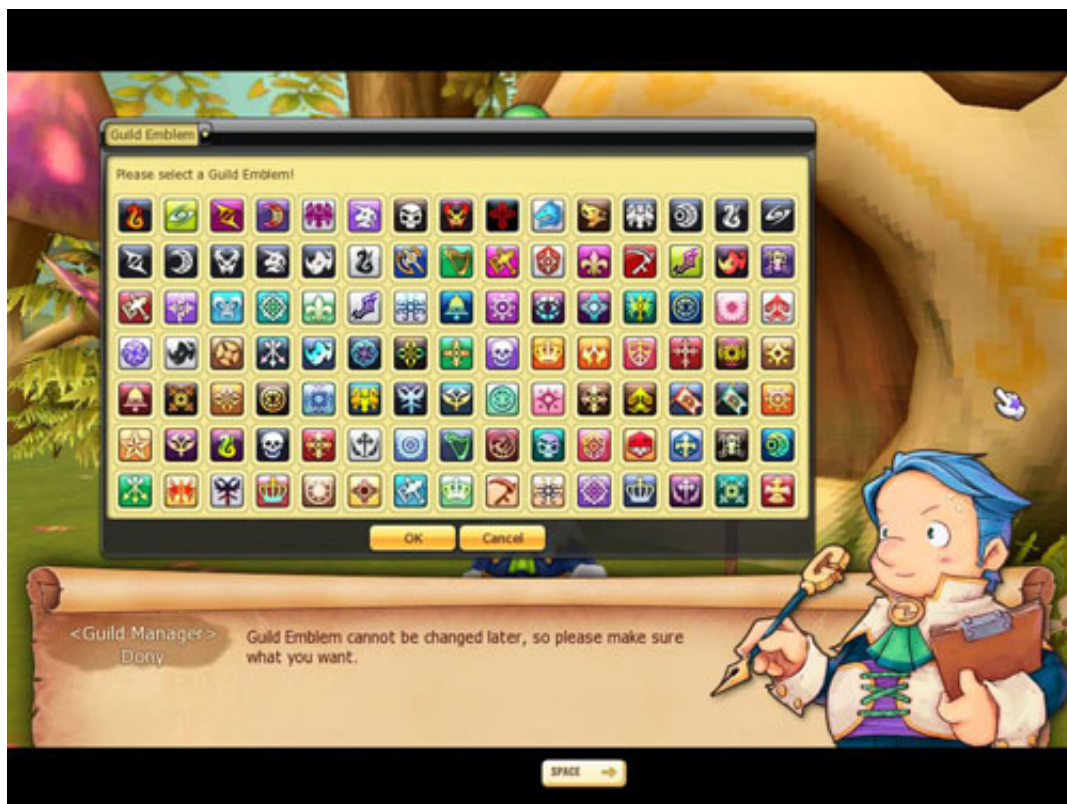 Guild Emblem
Please select a Guild Emblem!
OK
Cancel
<Guild Manager>
Dony
Guild Emblem cannot be changed later, so please make sure
what you want.
SPACE